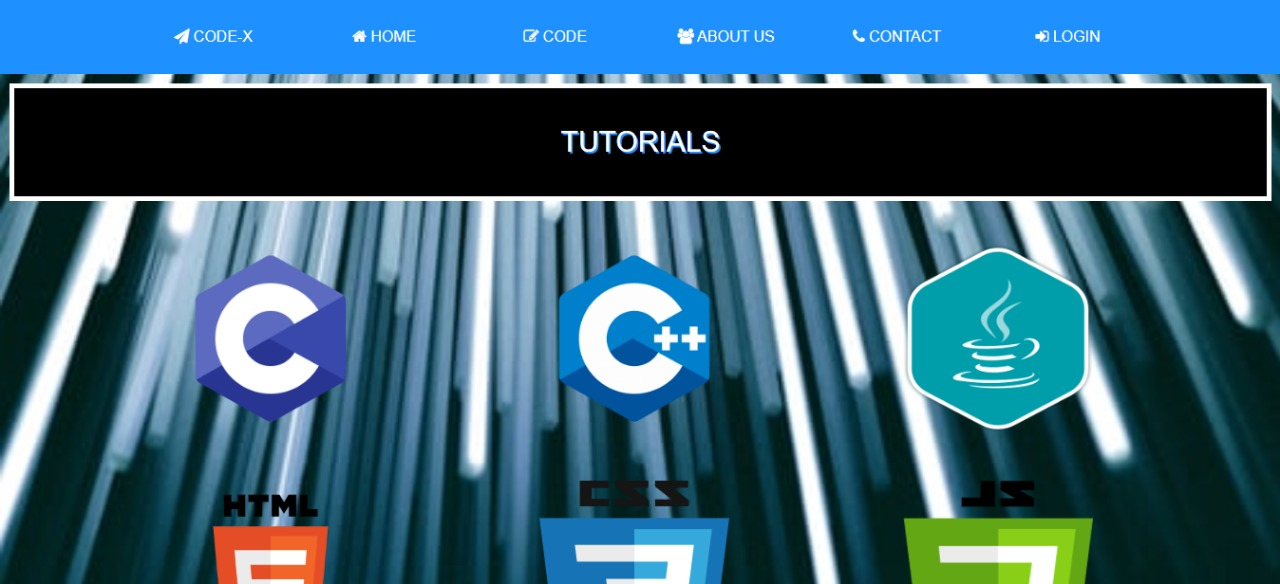 CODE-X HOME CODE ABOUT US CONTACT LOGIN
TUTORIALS
C C++
HTML CSS JS